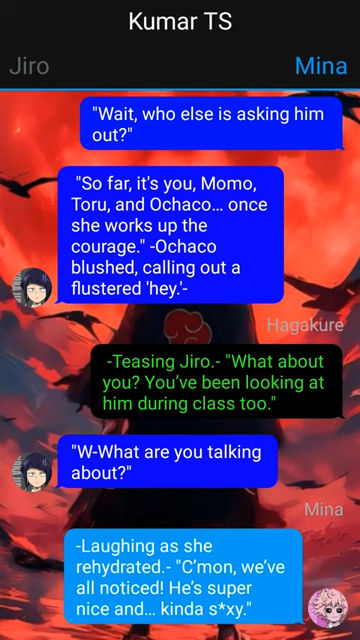 Kumar TS
Jiro
Mina
"Wait, who else is asking him
out?"
"So far, it's you, Momo,
Toru, and Ochaco… once
she works up the
courage." -Ochaco
blushed, calling out a
flustered 'hey.'-
Hagakure
-Teasing Jiro.- "What about
you? You’ve been looking at
him during class too."
"W-What are you talking
about?"
Mina
-Laughing as she
rehydrated.- "C’mon, we’ve
all noticed! He’s super
nice and… kinda s*xy."